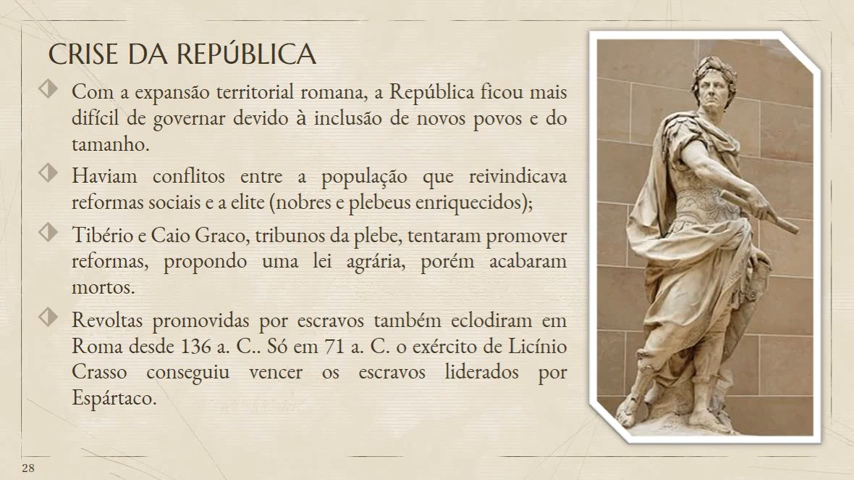 CRISE DA REPÚBLICA
Com a expansão territorial romana, a República ficou mais
difícil de governar devido à inclusão de novos povos e do
tamanho.
Haviam conflitos entre a população que reivindicava
reformas sociais e a elite (nobres e plebeus enriquecidos);
Tibério e Caio Graco, tribunos da plebe, tentaram promover
reformas, propondo uma lei agrária, porém acabaram
mortos.
Revoltas promovidas por escravos também eclodiram em
Roma desde 136 a. C.. Só em 71 a. C. o exército de Licínio
Crasso conseguiu vencer os escravos liderados por
Espártaco.
28